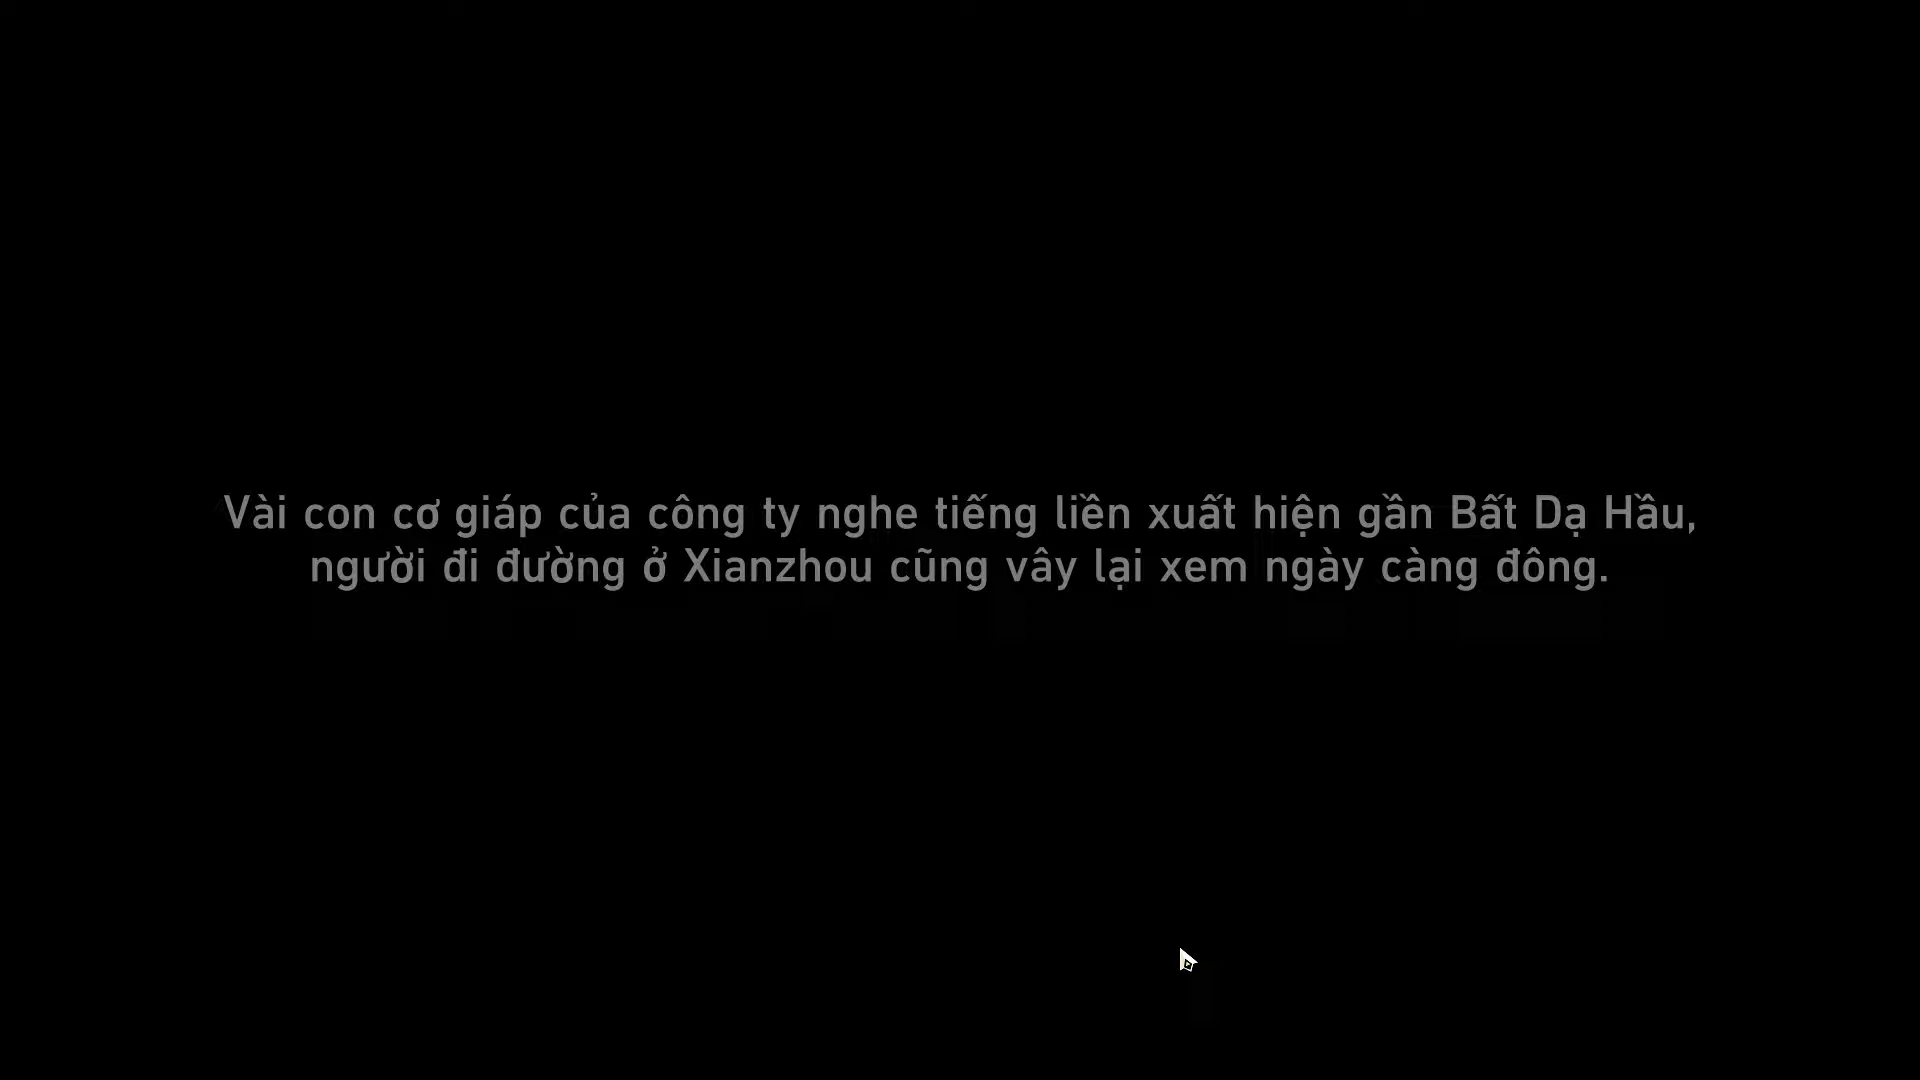 Vài con cơ giáp của công ty nghe tiếng liền xuất hiện gần Bất Dạ Hầu,
người đi đường ở Xianzhou cũng vây lại xem ngày càng đông.